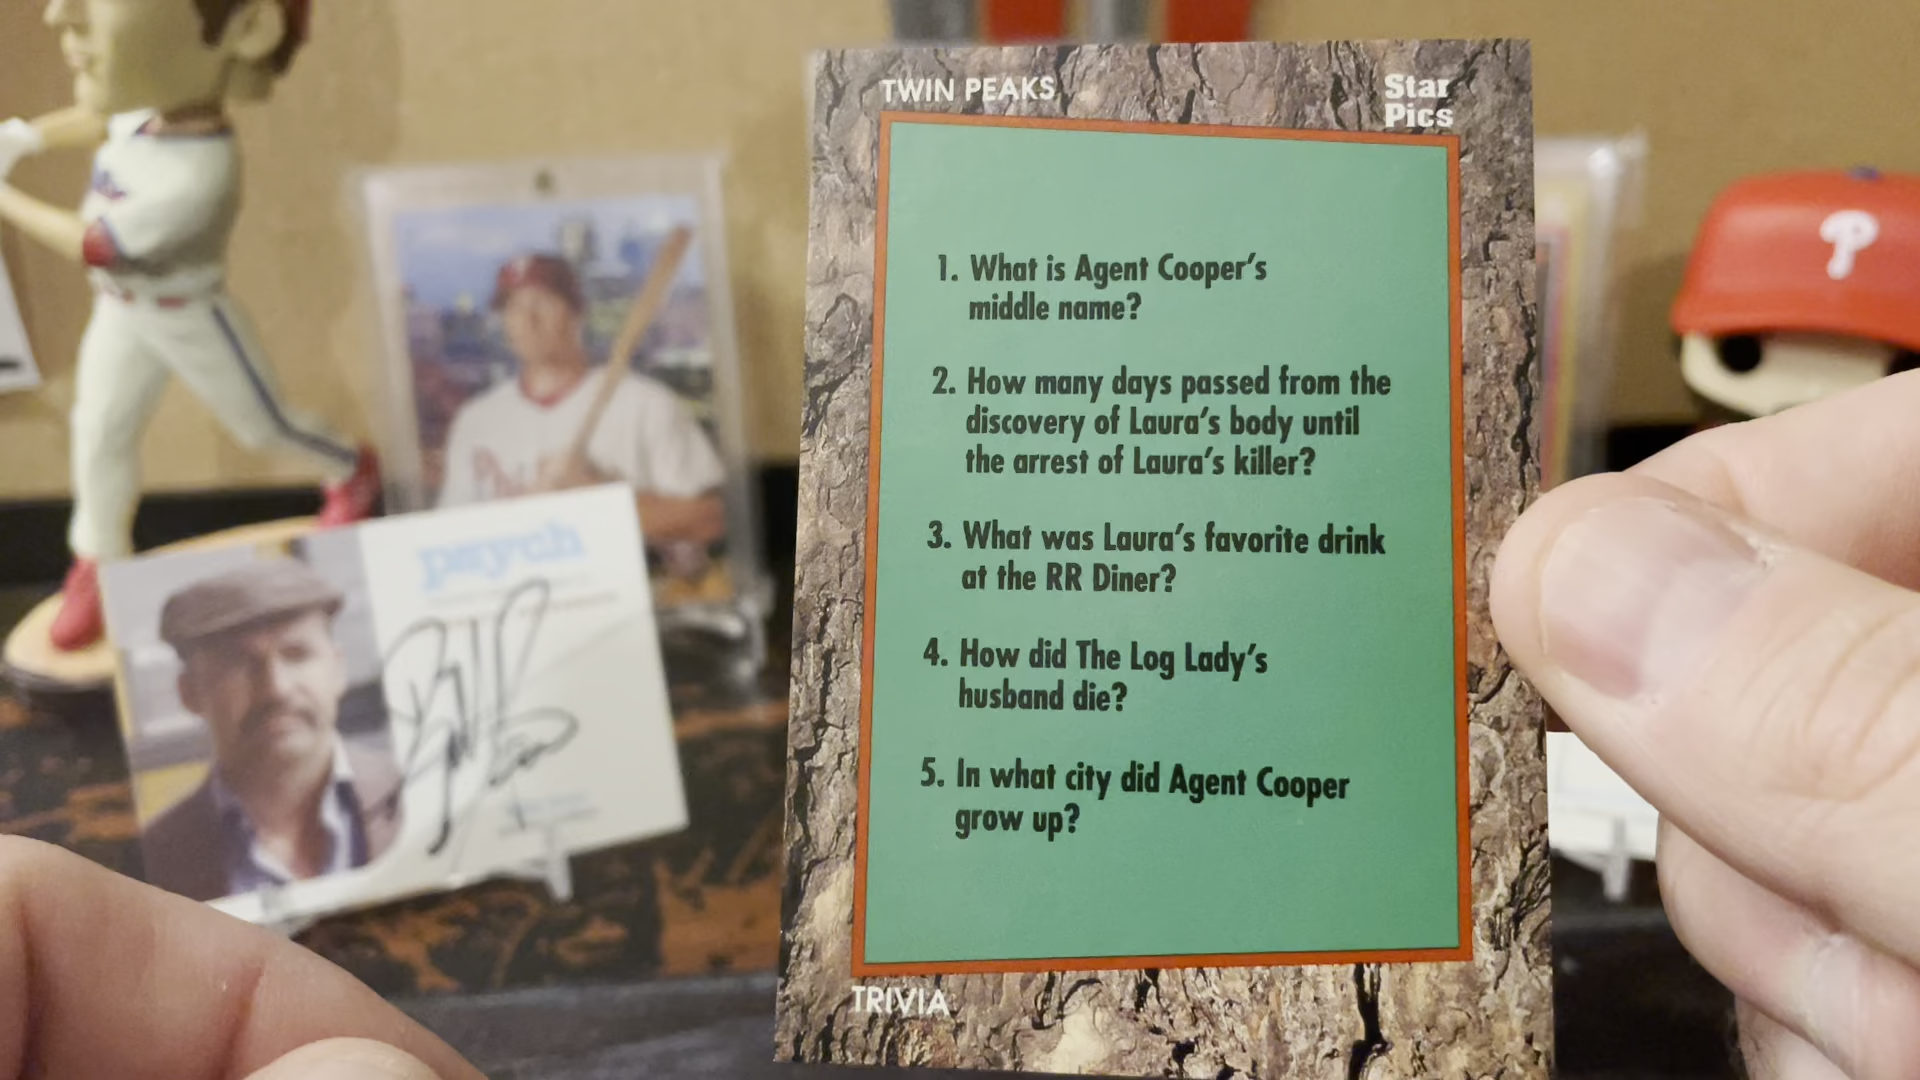 TWIN PEAKS
Star
Pics
1. What is Agent Cooper's
middle name?
2. How many days passed from the
discovery of Laura's body until
the arrest of Laura's killer?
3. What was Laura's favorite drink
at the RR Diner?
4. How did The Log Lady's
husband die?
5. In what city did Agent Cooper
grow up?
TRIVIA
psych
P